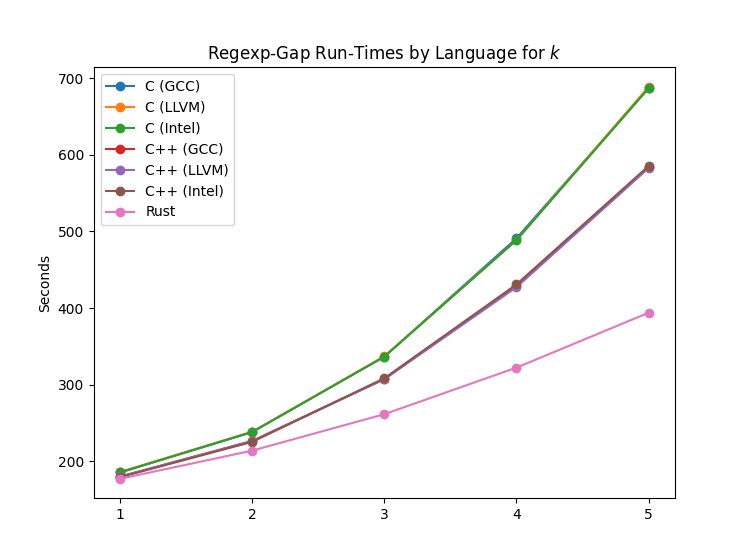 Regexp-Gap Run-Times by Language for k
C (GCC)
C (LLVM)
C (Intel)
C++ (GCC)
C++ (LLVM)
C++ (Intel)
Rust
Seconds
700
600
500
400
300
200
1 2 3 4 5